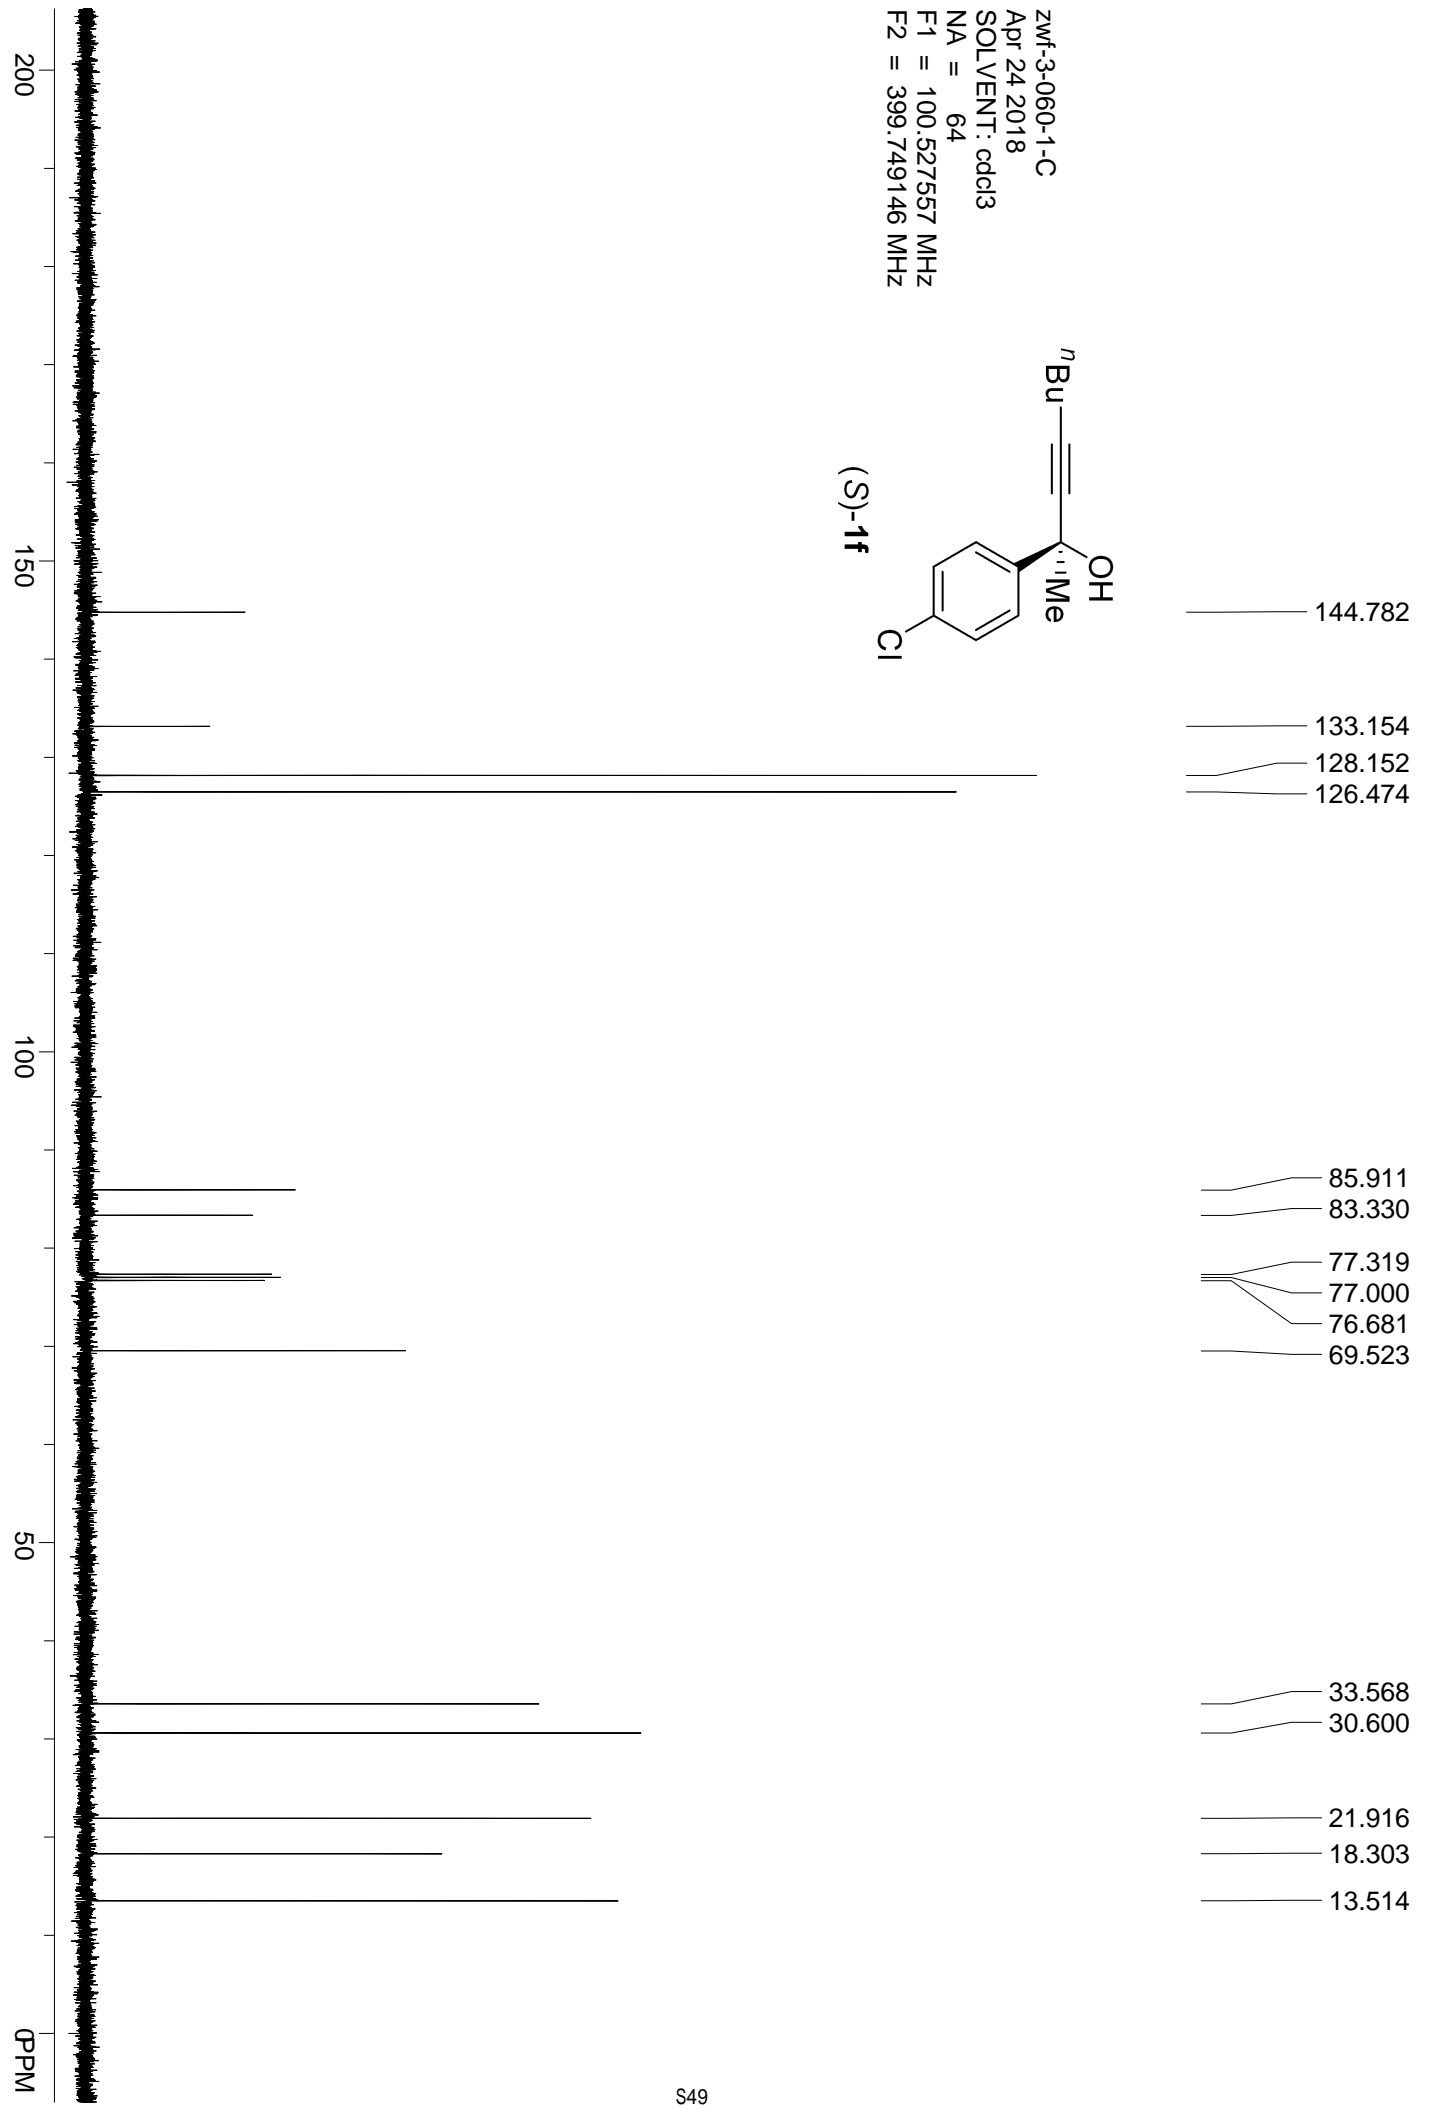 zwf-3-060-1-C
Apr 24 2018
SOLVENT: cdcl3
NA = 64
F1 = 100.527557 MHz
F2 = 399.749146 MHz
nBu
OH
Me
Cl
(S)-1f
144.782
133.154
128.152
126.474
85.911
83.330
77.319
77.000
76.681
69.523
33.568
30.600
21.916
18.303
13.514
200 150 100 50 0 PPM
S49